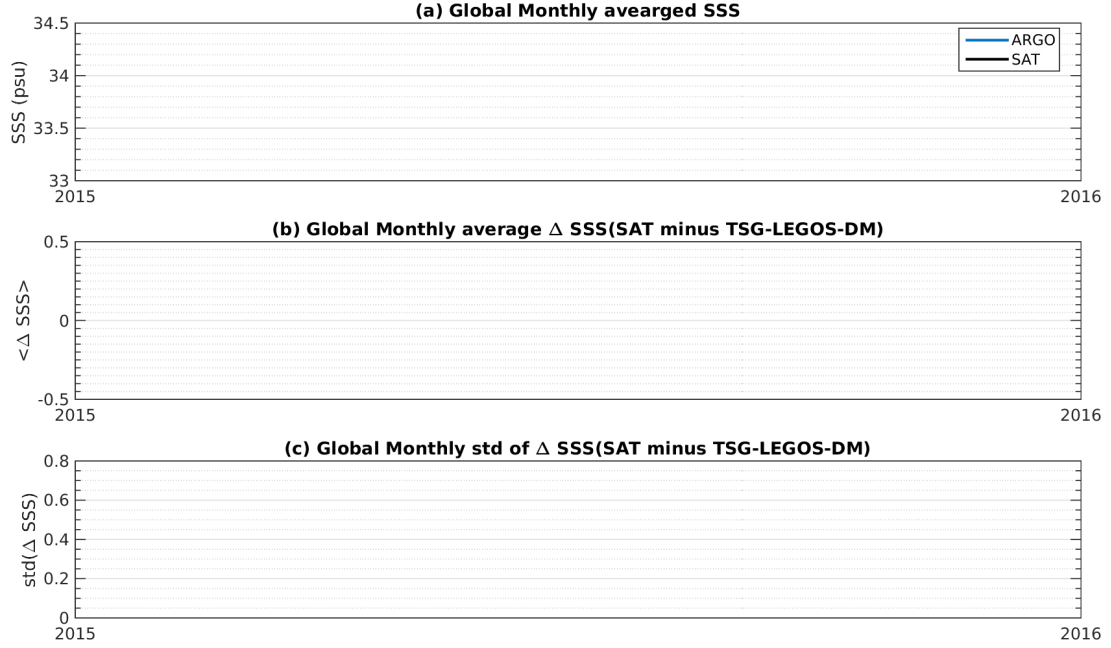 (a) Global Monthly avearged SSS
34.5
34
33.5
33
SSS (psu)
ARGO
SAT
2015
2016
(b) Global Monthly average Δ SSS(SAT minus TSG-LEGOS-DM)
0.5
0
-0.5
<Δ SSS>
2015
2016
(c) Global Monthly std of Δ SSS(SAT minus TSG-LEGOS-DM)
0.8
0.6
0.4
0.2
0
std(Δ SSS)
2015
2016